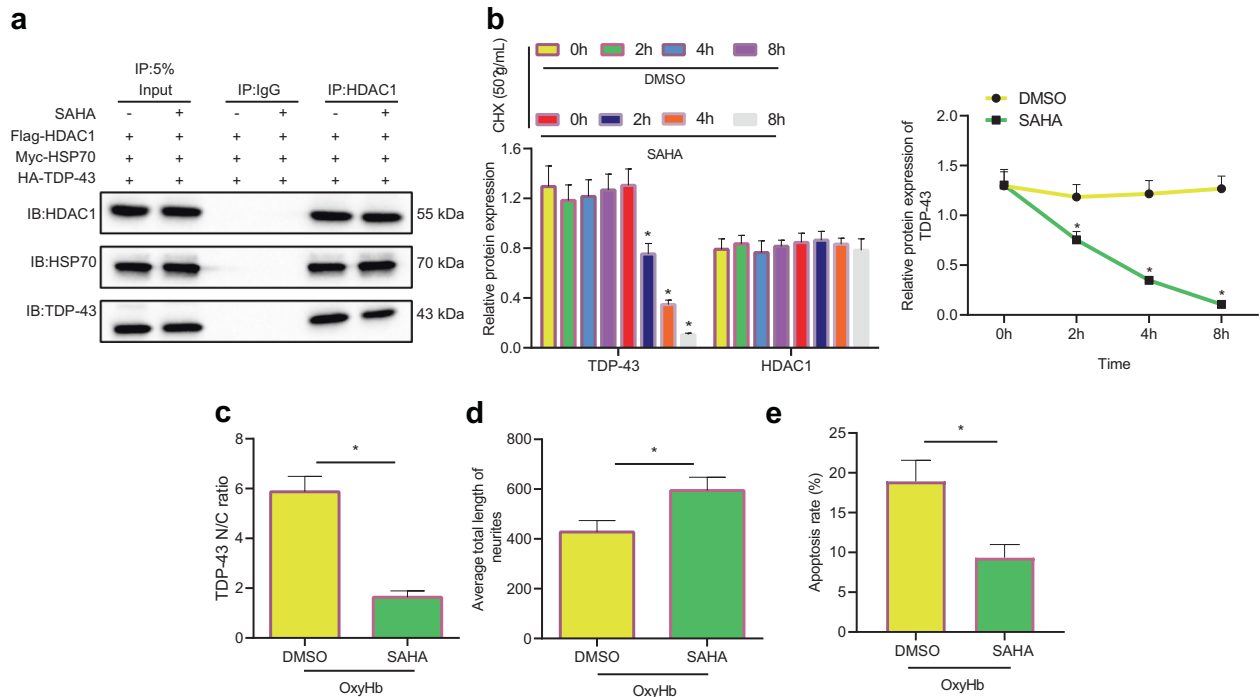 a
IP:5%
Input
IP:IgG
IP:HDAC1
SAHA - + - + - +
Flag-HDAC1 + + + + + +
Myc-HSP70 + + + + + +
HA-TDP-43 + + + + + +
IB:HDAC1 55 kDa
IB:HSP70 70 kDa
IB:TDP-43 43 kDa
b
CHX (50?g/mL)
0h 2h 4h 8h
DMSO
0h 2h 4h 8h
SAHA
Relative protein expression
1.6
1.2
0.8
0.4
0.0
* * *
TDP-43 HDAC1
DMSO
SAHA
Relative protein expression of
TDP-43
2.0
1.5
1.0
0.5
0.0
* * *
0h 2h 4h 8h
Time
c
TDP-43 N/C ratio
8
6
4
2
0
*
DMSO SAHA
OxyHb
d
Average total length of
neurites
800
600
400
200
0
*
DMSO SAHA
OxyHb
e
Apoptosis rate (%)
25
20
15
10
5
0
*
DMSO SAHA
OxyHb